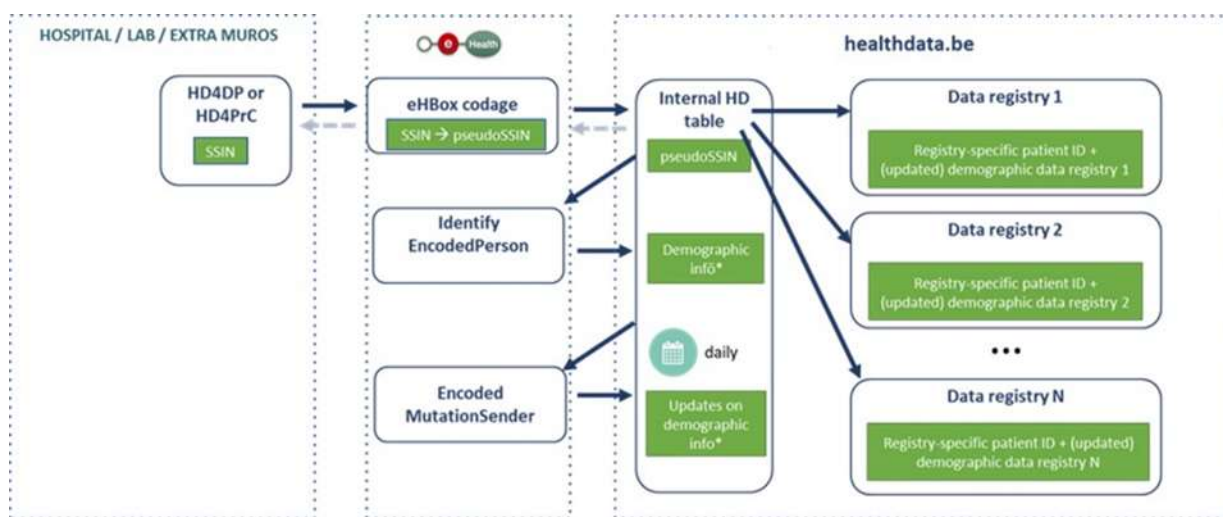 HOSPITAL / LAB / EXTRA MUROS
HD4DP or
HD4PrC
SSIN
e
Health
eHBox codage
SSIN → pseudoSSIN
Identify
EncodedPerson
Encoded
MutationSender
healthdata.be
Internal HD
table
pseudoSSIN
Demographic
info*
daily
Updates on
demographic
info*
Data registry 1
Registry-specific patient ID +
(updated) demographic data registry 1
Data registry 2
Registry-specific patient ID +
(updated) demographic data registry 2
...
Data registry N
Registry-specific patient ID + (updated)
demographic data registry N